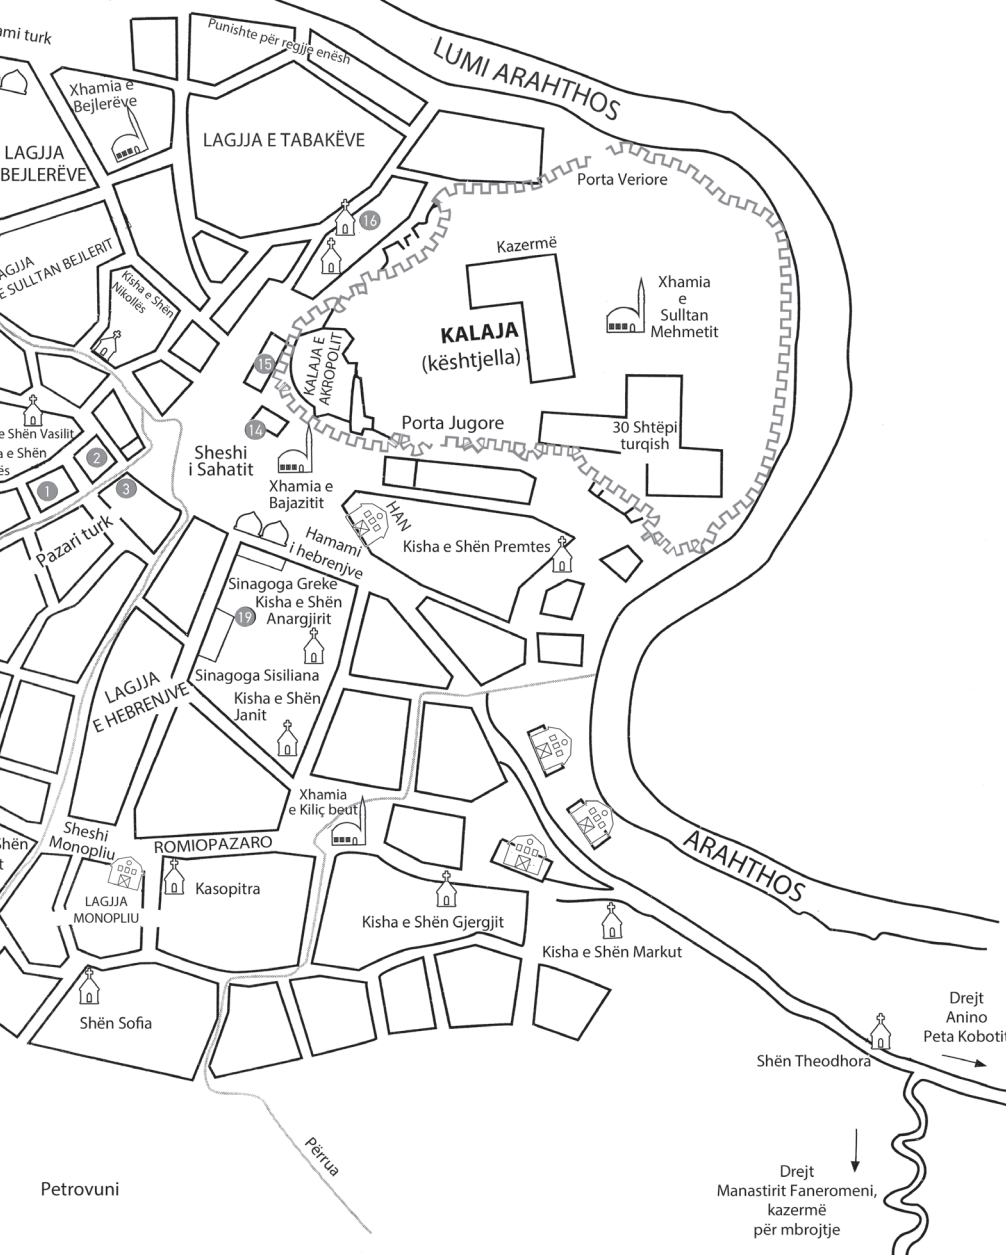 ami turk
Punishte për regjje enësh
LUMI ARAHTHOS
Xhamia e
Bejlerëve
LAGJJA E TABAKËVE
LAGJJA
BEJLERËVE
Porta Veriore
16
Kazermë
AGJJA
E SULLTAN BEJLERIT
Kisha e Shën
Nikollës
Xhamia
e
Sulltan
Mehmetit
KALAJA
(kështjella)
KALAJA E
AKROPOLIT
15
Porta Jugore
14
30 Shtëpi
turqish
e Shën Vasilit
a e Shën
ës
Sheshi
i Sahatit
2
1
3
Xhamia e
Bajazitit
HAN
Pazari turk
Hamami
i hebrenjve
Kisha e Shën Premtes
Sinagoga Greke
Kisha e Shën
Anargjirit
19
Sinagoga Sisiliana
LAGJJA
E HEBRENJVE
Kisha e Shën
Janit
Xhamia
e Kiliç beut
Sheshi
Monopliu
ROMIOPAZARO
Shën
t
ARAHTHOS
Kasopitra
LAGJJA
MONOPLIU
Kisha e Shën Gjergjit
Kisha e Shën Markut
Shën Sofia
Drejt
Anino
Peta Kobotit
Shën Theodhora
Përrua
Petrovuni
Drejt
Manastirit Faneromeni,
kazermë
për mbrojtje